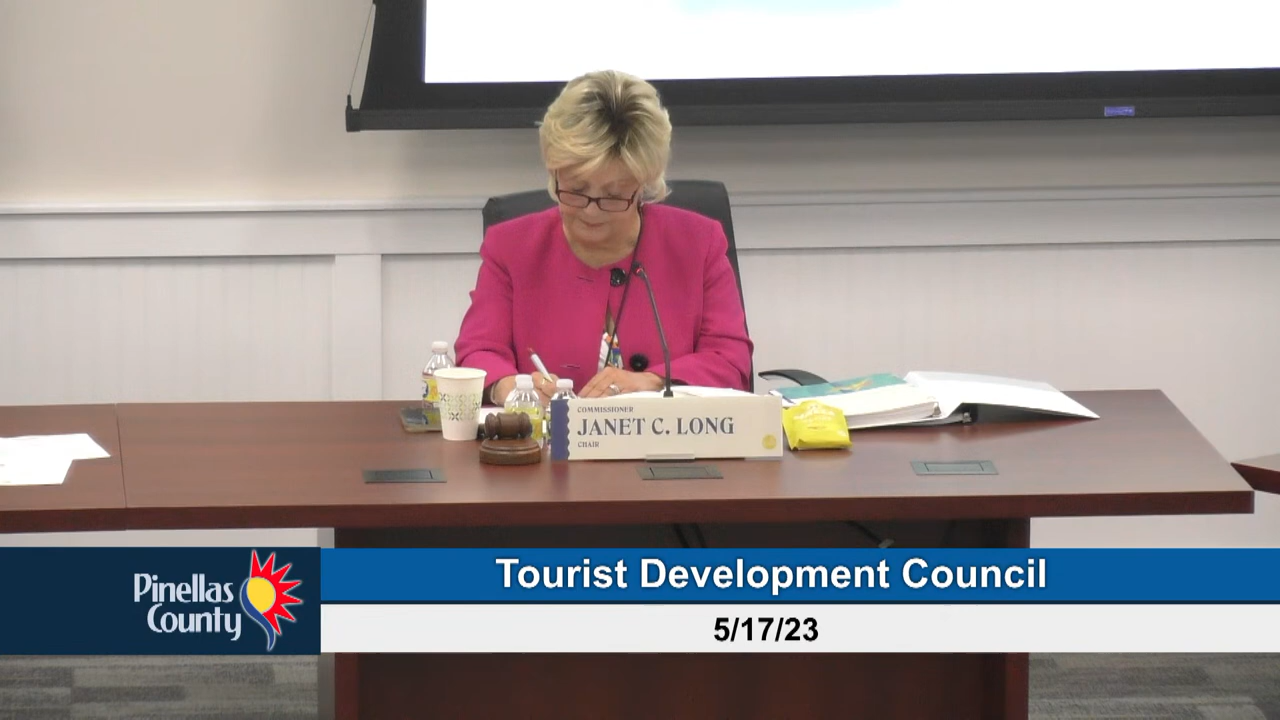 COMMISSIONER
JANET C. LONG
CHAIR
Pinellas
County
Tourist Development Council
5/17/23